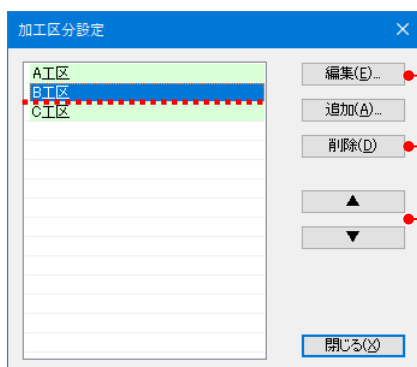 加工区分設定
A工区
B工区
C工区
編集(E)...
追加(A)...
削除(D)
▲
▼
閉じる(X)